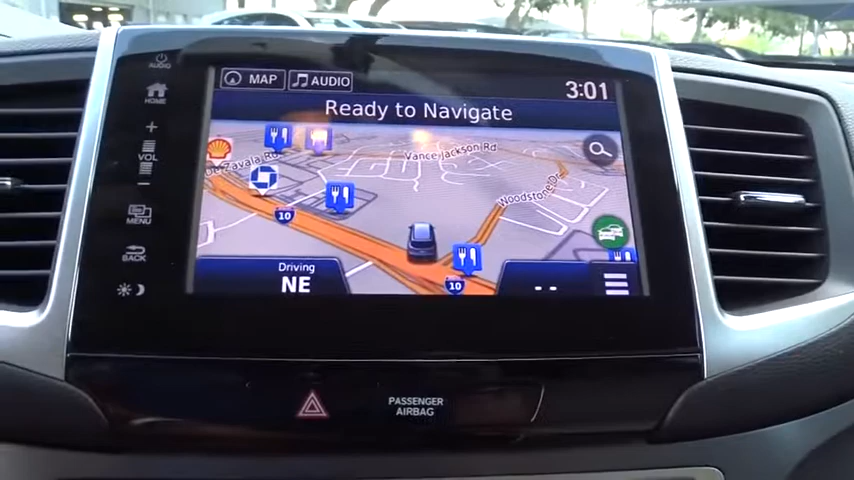 AUDIO
HOME
+
VOL
-
MENU
BACK
MAP
AUDIO
3:01
Ready to Navigate
De Zavala Rd
Vance Jackson Rd
Woodstone Dr
10
10
Driving
NE
--
PASSENGER
AIRBAG